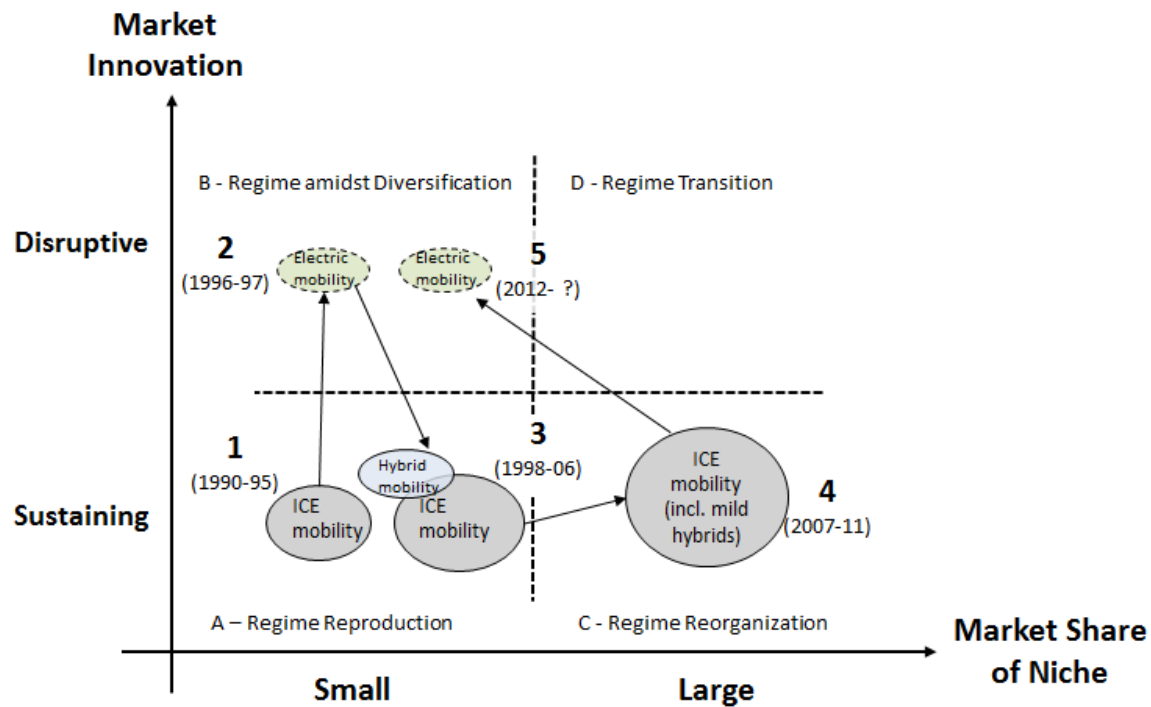 Market
Innovation
B - Regime amidst Diversification
D - Regime Transition
Disruptive
2
(1996-97)
Electric
mobility
Electric
mobility
5
(2012- ?)
1
(1990-95)
Hybrid
mobility
3
(1998-06)
ICE
mobility
ICE
mobility
ICE
mobility
(incl. mild
hybrids)
4
(2007-11)
Sustaining
A – Regime Reproduction
C - Regime Reorganization
Market Share
of Niche
Small
Large